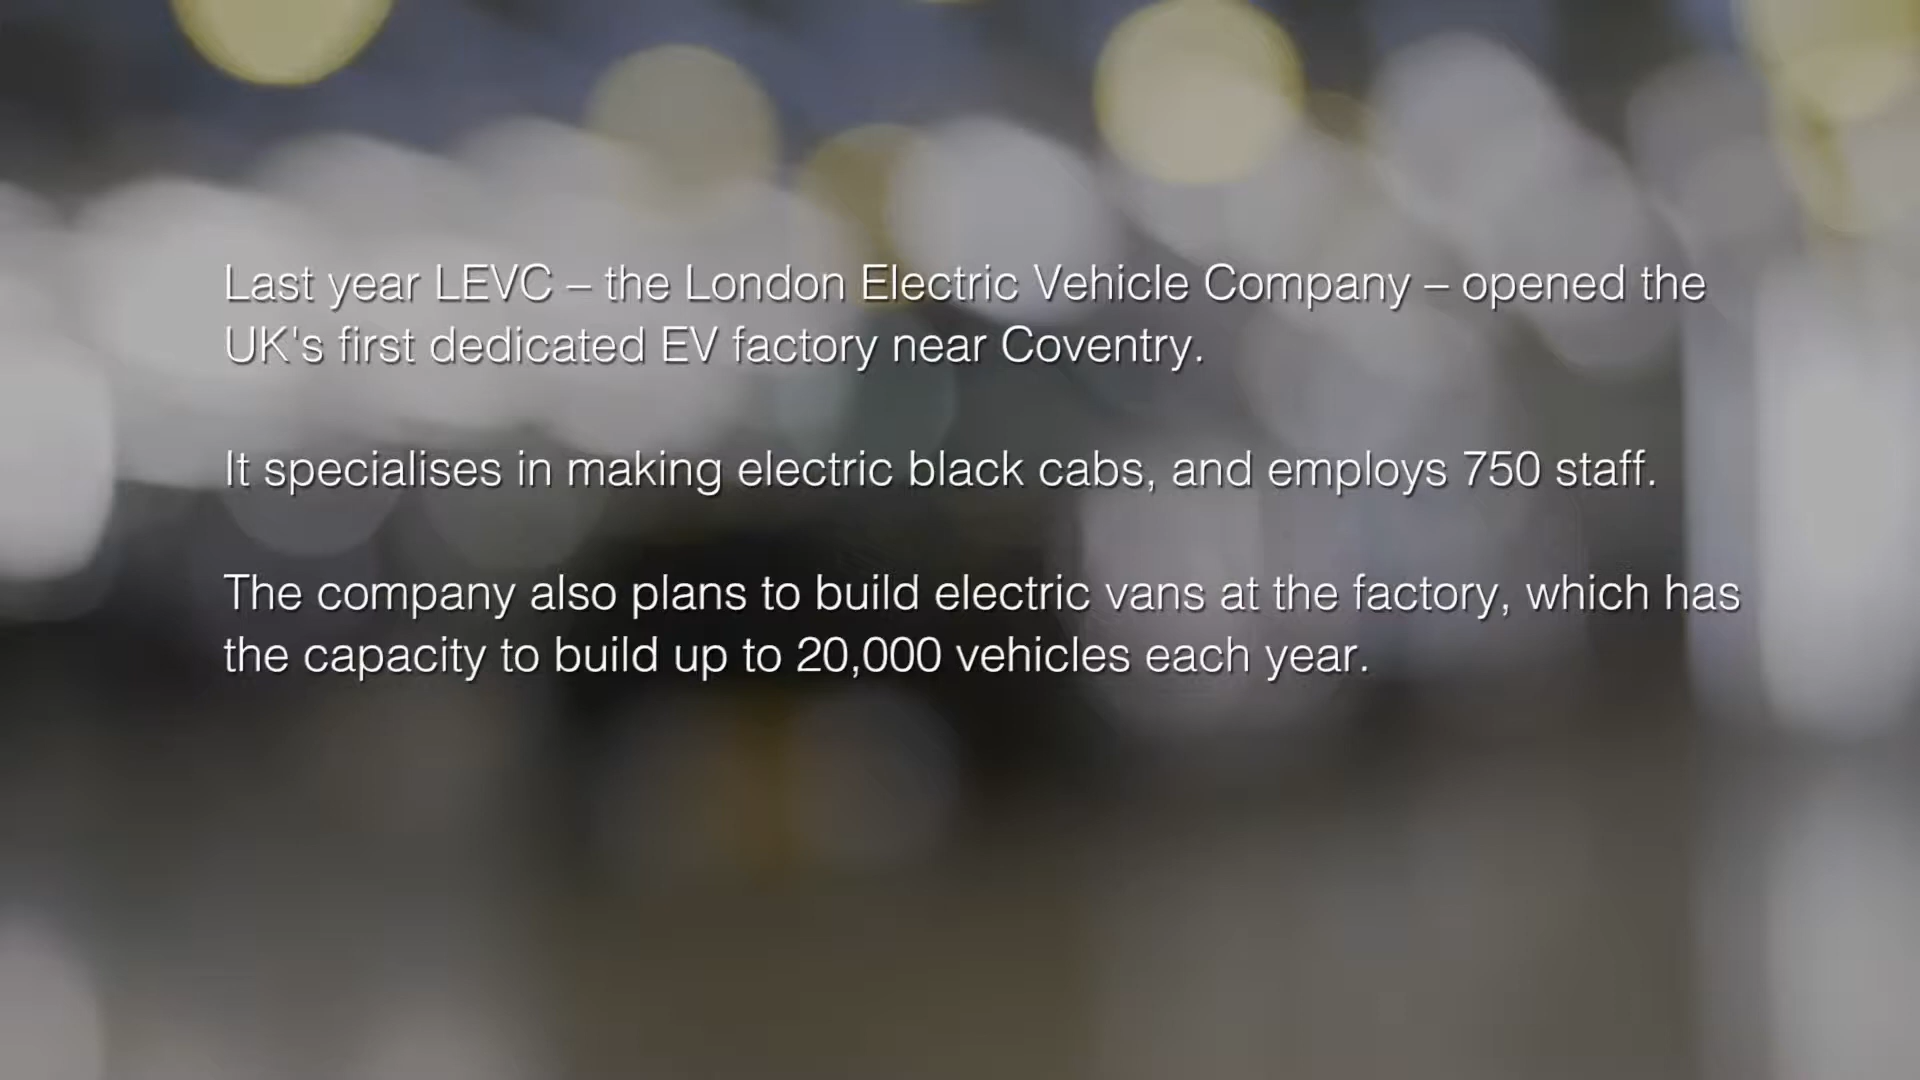 Last year LEVC – the London Electric Vehicle Company – opened the
UK's first dedicated EV factory near Coventry.
It specialises in making electric black cabs, and employs 750 staff.
The company also plans to build electric vans at the factory, which has
the capacity to build up to 20,000 vehicles each year.